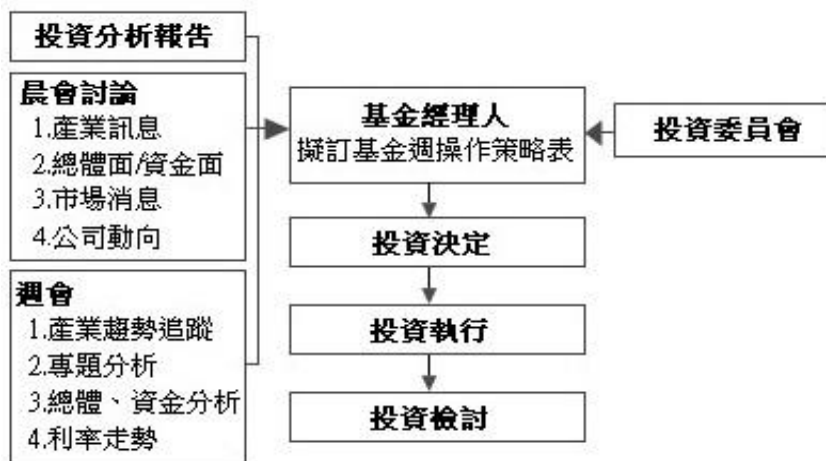 投資分析報告
晨會討論
1.產業訊息
2.總體面/資金面
3.市場消息
4.公司動向
週會
1.產業趨勢追蹤
2.專題分析
3.總體、資金分析
4.利率走勢
基金經理人
擬訂基金週操作策略表
投資委員會
投資決定
投資執行
投資檢討